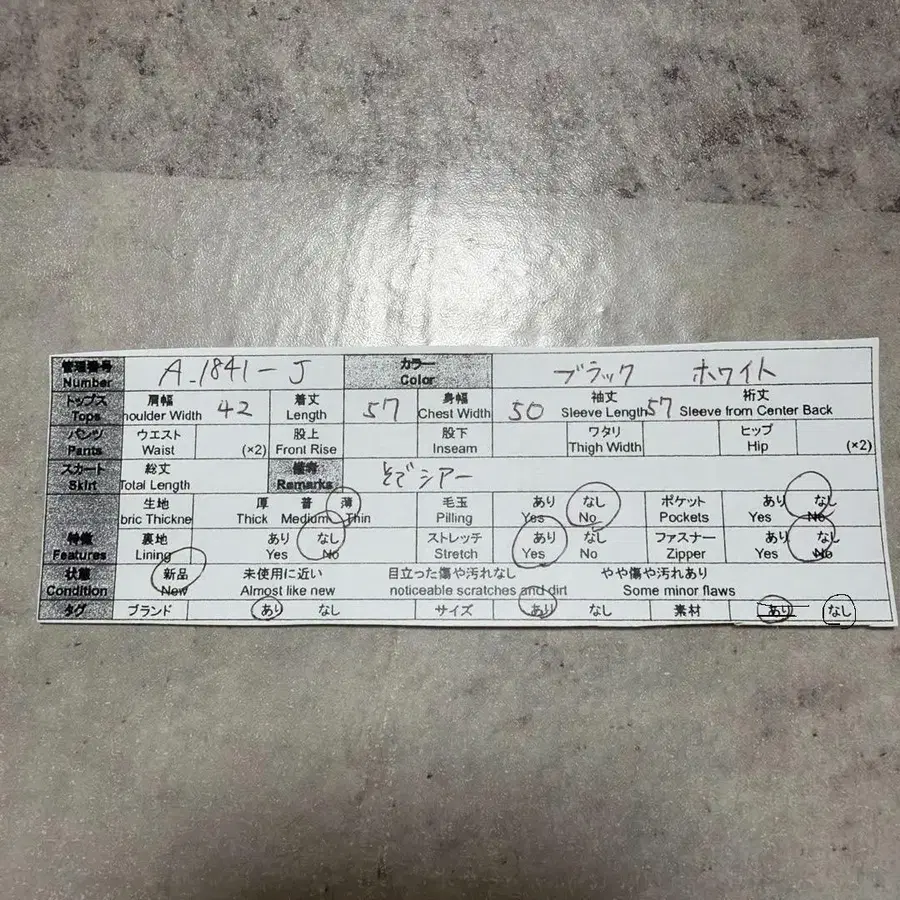 管理番号 A-1841-J カラー ブラック ホワイト
Number Color
トップス 肩幅 42 着丈 57 身幅 50 袖丈 57 裄丈
Tops houlder Width Length Chest Width Sleeve Length Sleeve from Center Back
パンツ ウエスト 股上 股下 ワタリ ヒップ
Pants Waist (×2) Front Rise Inseam Thigh Width Hip (×2)
スカート 総丈 備考 そでシアー
Skirt Total Length Remarks
生地 厚 普 薄 毛玉 あり なし ポケット あり なし
bric Thickne Thick Medium Thin Pilling Yes No Pockets Yes No
特徴 裏地 あり なし ストレッチ あり なし ファスナー あり なし
Features Lining Yes No Stretch Yes No Zipper Yes No
状態 新品 未使用に近い 目立った傷や汚れなし やや傷や汚れあり
Condition New Almost like new noticeable scratches and dirt Some minor flaws
タグ ブランド あり なし サイズ あり なし 素材 あり なし